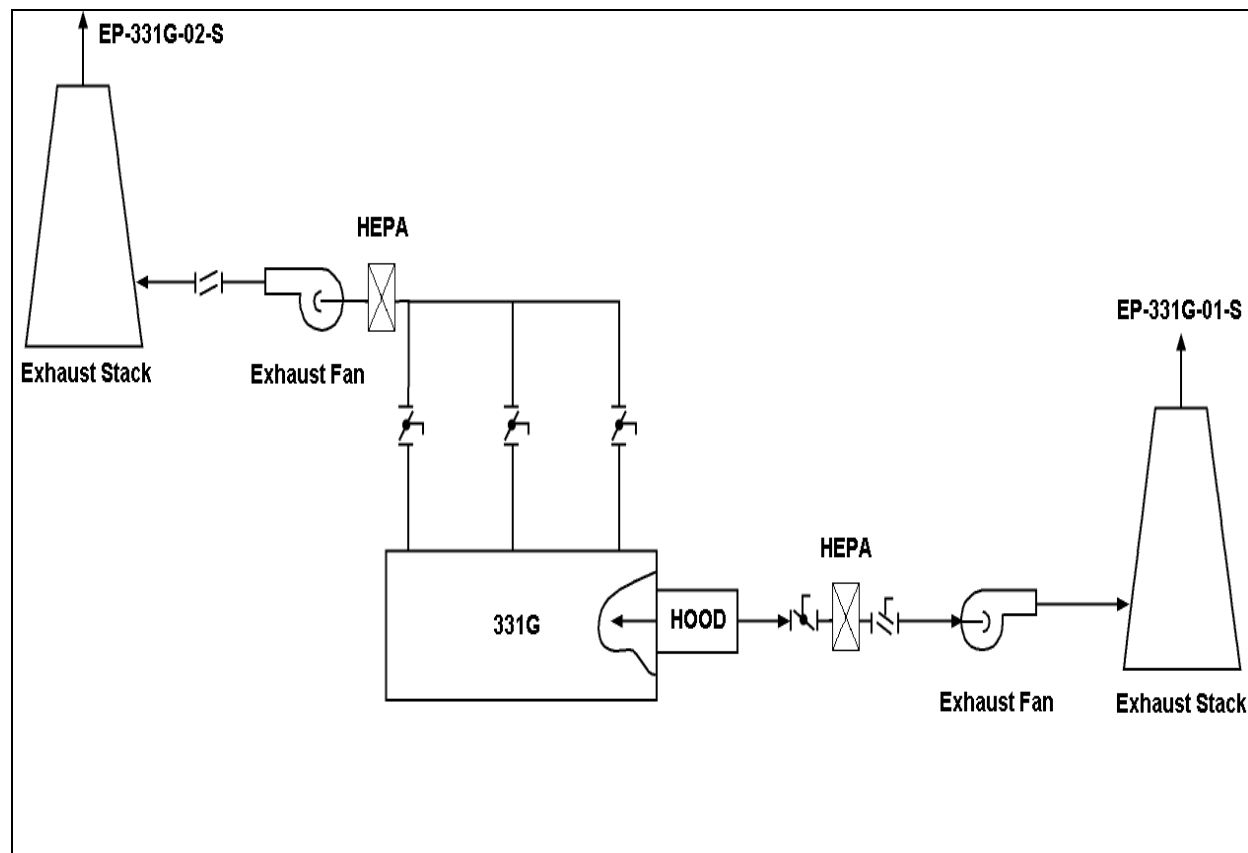 EP-331G-02-S
HEPA
Exhaust Stack
Exhaust Fan
EP-331G-01-S
HEPA
331G
HOOD
Exhaust Fan
Exhaust Stack